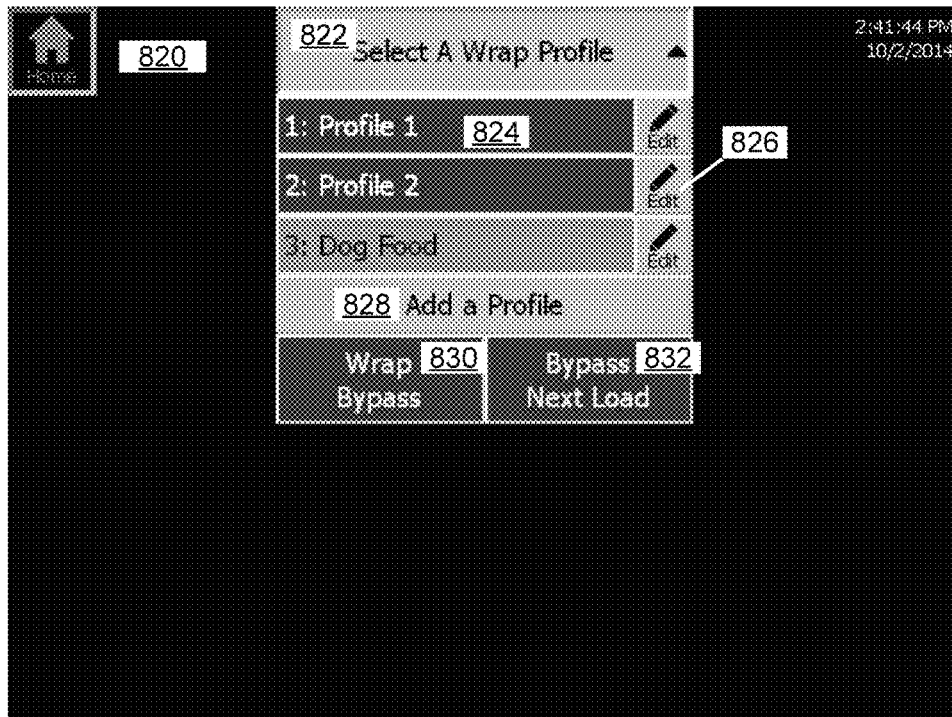 Home
820
822
Select A Wrap Profile
2:41:44 PM
10/2/2014
1: Profile 1
824
Edit
826
2: Profile 2
Edit
3: Dog Food
Edit
828
Add a Profile
Wrap Bypass
830
Bypass Next Load
832